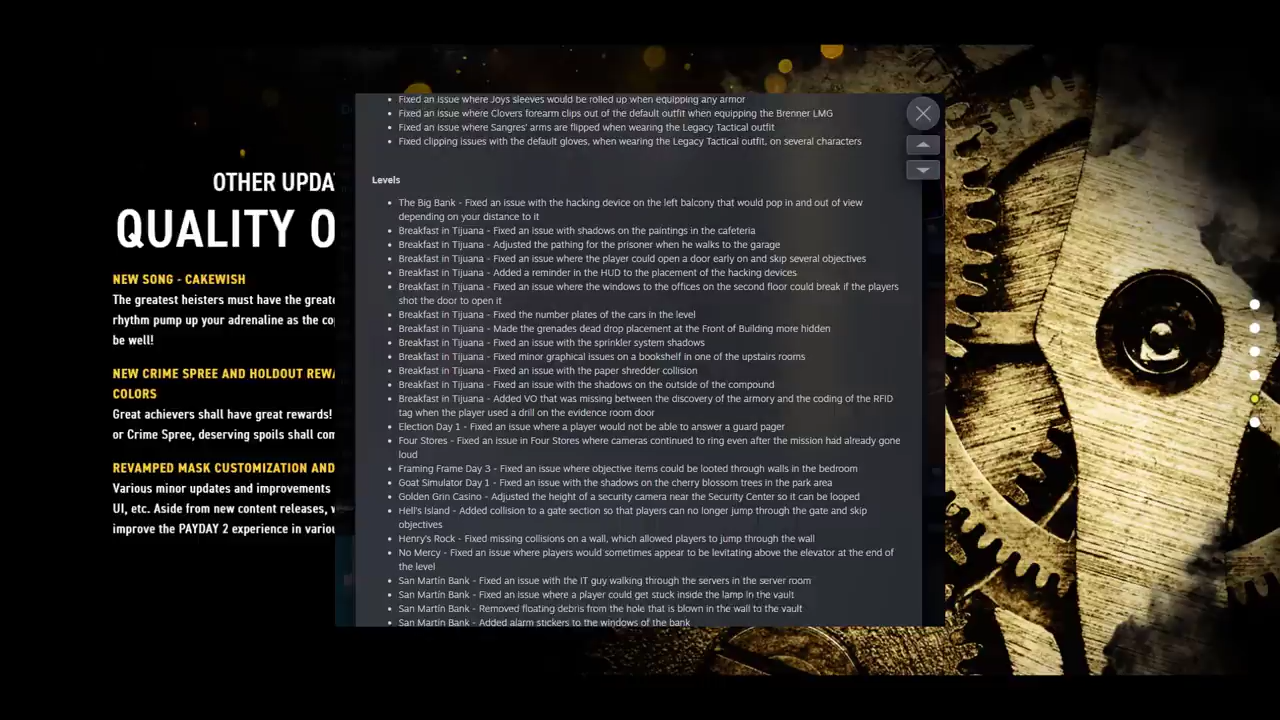 OTHER UPDA
QUALITY O
NEW SONG - CAKEWISH
The greatest heisters must have the greate
rhythm pump up your adrenaline as the co
be well!
NEW CRIME SPREE AND HOLDOUT REWA
COLORS
Great achievers shall have great rewards!
or Crime Spree, deserving spoils shall com
REVAMPED MASK CUSTOMIZATION AND
Various minor updates and improvements
UI, etc. Aside from new content releases, w
improve the PAYDAY 2 experience in variou
Fixed an issue where Joys sleeves would be rolled up when equipping any armor
Fixed an issue where Clovers forearm clips out of the default outfit when equipping the Brenner LMG
Fixed an issue where Sangres' arms are flipped when wearing the Legacy Tactical outfit
Fixed clipping issues with the default gloves, when wearing the Legacy Tactical outfit, on several characters
Levels
The Big Bank - Fixed an issue with the hacking device on the left balcony that would pop in and out of view
depending on your distance to it
Breakfast in Tijuana - Fixed an issue with shadows on the paintings in the cafeteria
Breakfast in Tijuana - Adjusted the pathing for the prisoner when he walks to the garage
Breakfast in Tijuana - Fixed an issue where the player could open a door early on and skip several objectives
Breakfast in Tijuana - Added a reminder in the HUD to the placement of the hacking devices
Breakfast in Tijuana - Fixed an issue where the windows to the offices on the second floor could break if the players
shot the door to open it
Breakfast in Tijuana - Fixed the number plates of the cars in the level
Breakfast in Tijuana - Made the grenades dead drop placement at the Front of Building more hidden
Breakfast in Tijuana - Fixed an issue with the sprinkler system shadows
Breakfast in Tijuana - Fixed minor graphical issues on a bookshelf in one of the upstairs rooms
Breakfast in Tijuana - Fixed an issue with the paper shredder collision
Breakfast in Tijuana - Fixed an issue with the shadows on the outside of the compound
Breakfast in Tijuana - Added VO that was missing between the discovery of the armory and the coding of the RFID
tag when the player used a drill on the evidence room door
Election Day 1 - Fixed an issue where a player would not be able to answer a guard pager
Four Stores - Fixed an issue in Four Stores where cameras continued to ring even after the mission had already gone
loud
Framing Frame Day 3 - Fixed an issue where objective items could be looted through walls in the bedroom
Goat Simulator Day 1 - Fixed an issue with the shadows on the cherry blossom trees in the park area
Golden Grin Casino - Adjusted the height of a security camera near the Security Center so it can be looped
Hell's Island - Added collision to a gate section so that players can no longer jump through the gate and skip
objectives
Henry's Rock - Fixed missing collisions on a wall, which allowed players to jump through the wall
No Mercy - Fixed an issue where players would sometimes appear to be levitating above the elevator at the end of
the level
San Martín Bank - Fixed an issue with the IT guy walking through the servers in the server room
San Martín Bank - Fixed an issue where a player could get stuck inside the lamp in the vault
San Martín Bank - Removed floating debris from the hole that is blown in the wall to the vault
San Martín Bank - Added alarm stickers to the windows of the bank